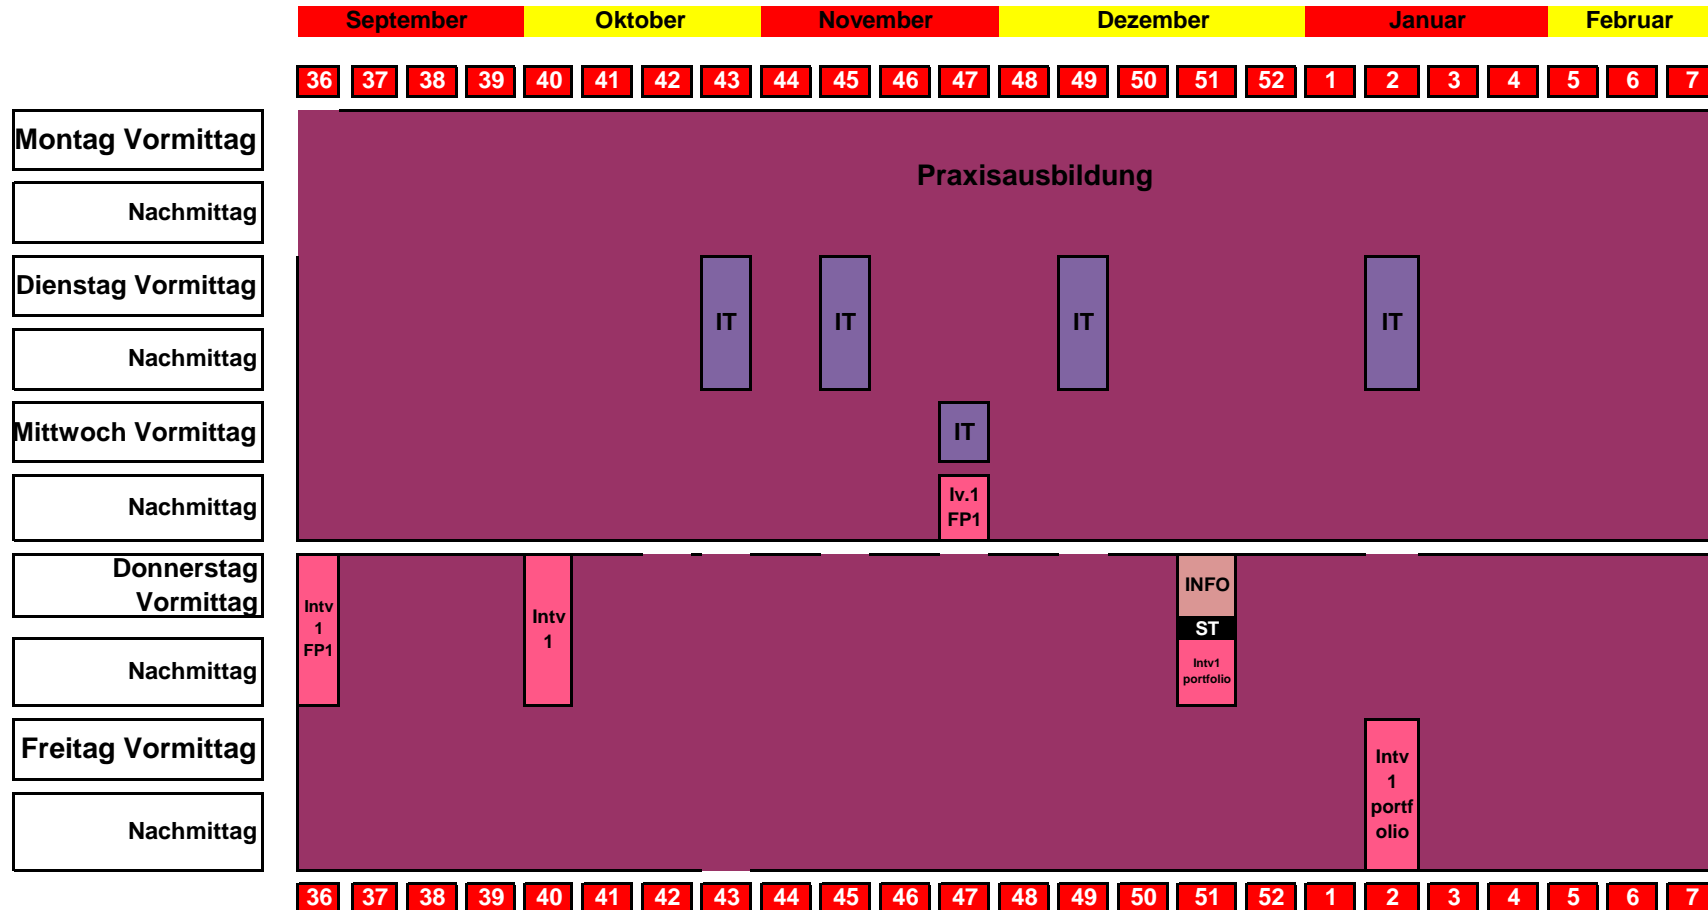 September Oktober November Dezember Januar Februar
36 37 38 39 40 41 42 43 44 45 46 47 48 49 50 51 52 1 2 3 4 5 6 7
Montag Vormittag
Praxisausbildung
Nachmittag
Dienstag Vormittag
IT IT IT IT
Nachmittag
Mittwoch Vormittag
IT
Nachmittag
Iv.1
FP1
Donnerstag
Vormittag
Intv
1
FP1
Intv
1
INFO
ST
Intv1
portfolio
Nachmittag
Freitag Vormittag
Intv
1
portf
olio
Nachmittag
36 37 38 39 40 41 42 43 44 45 46 47 48 49 50 51 52 1 2 3 4 5 6 7